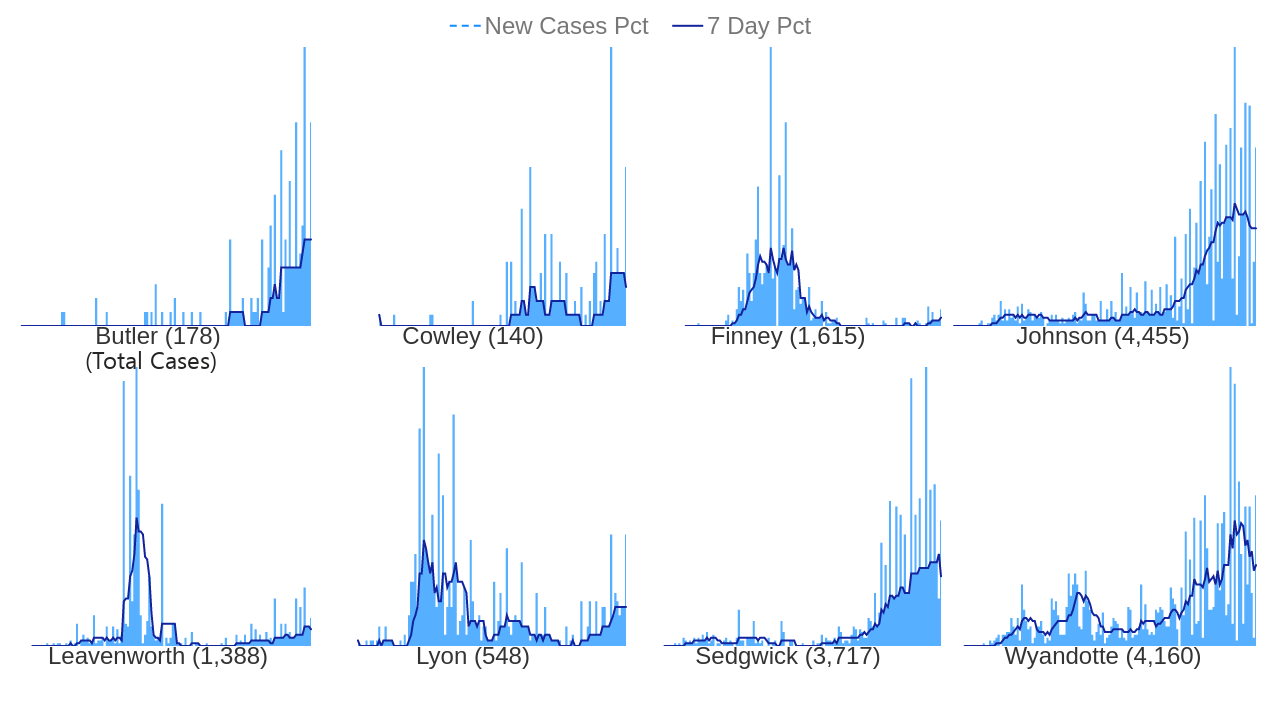 New Cases Pct 7 Day Pct
Butler (178) Cowley (140) Finney (1,615) Johnson (4,455)
(Total Cases)
Leavenworth (1,388) Lyon (548) Sedgwick (3,717) Wyandotte (4,160)